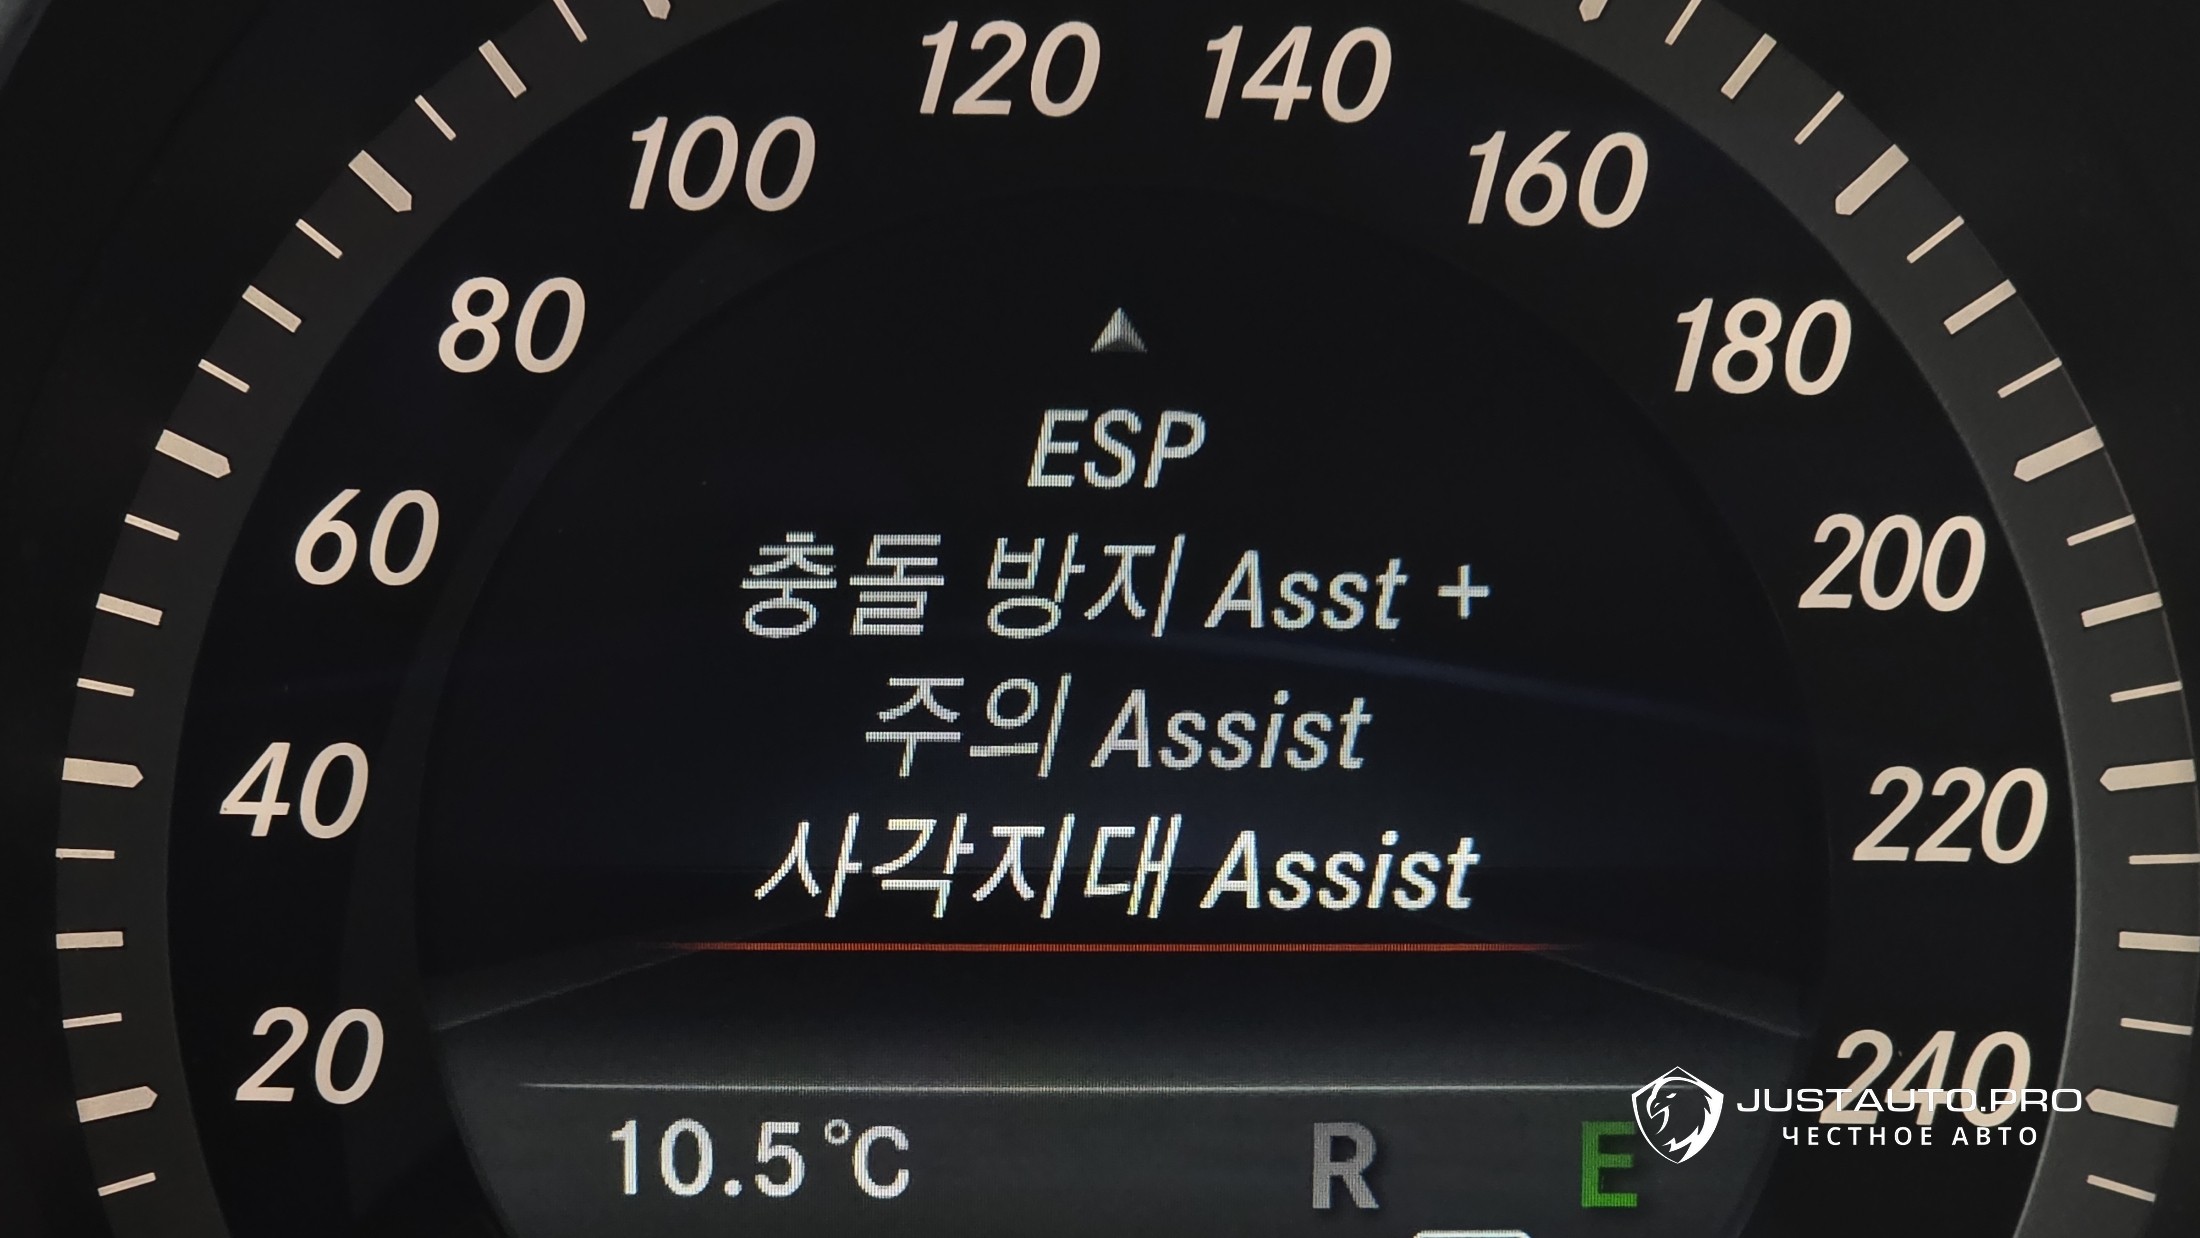 120 140
100 160
80 180
ESP
60 200
충돌 방지 Asst +
주의 Assist
40 220
사각지대 Assist
20 240
JUSTAUTO.PRO
ЧЕСТНОЕ АВТО
10.5°C R E